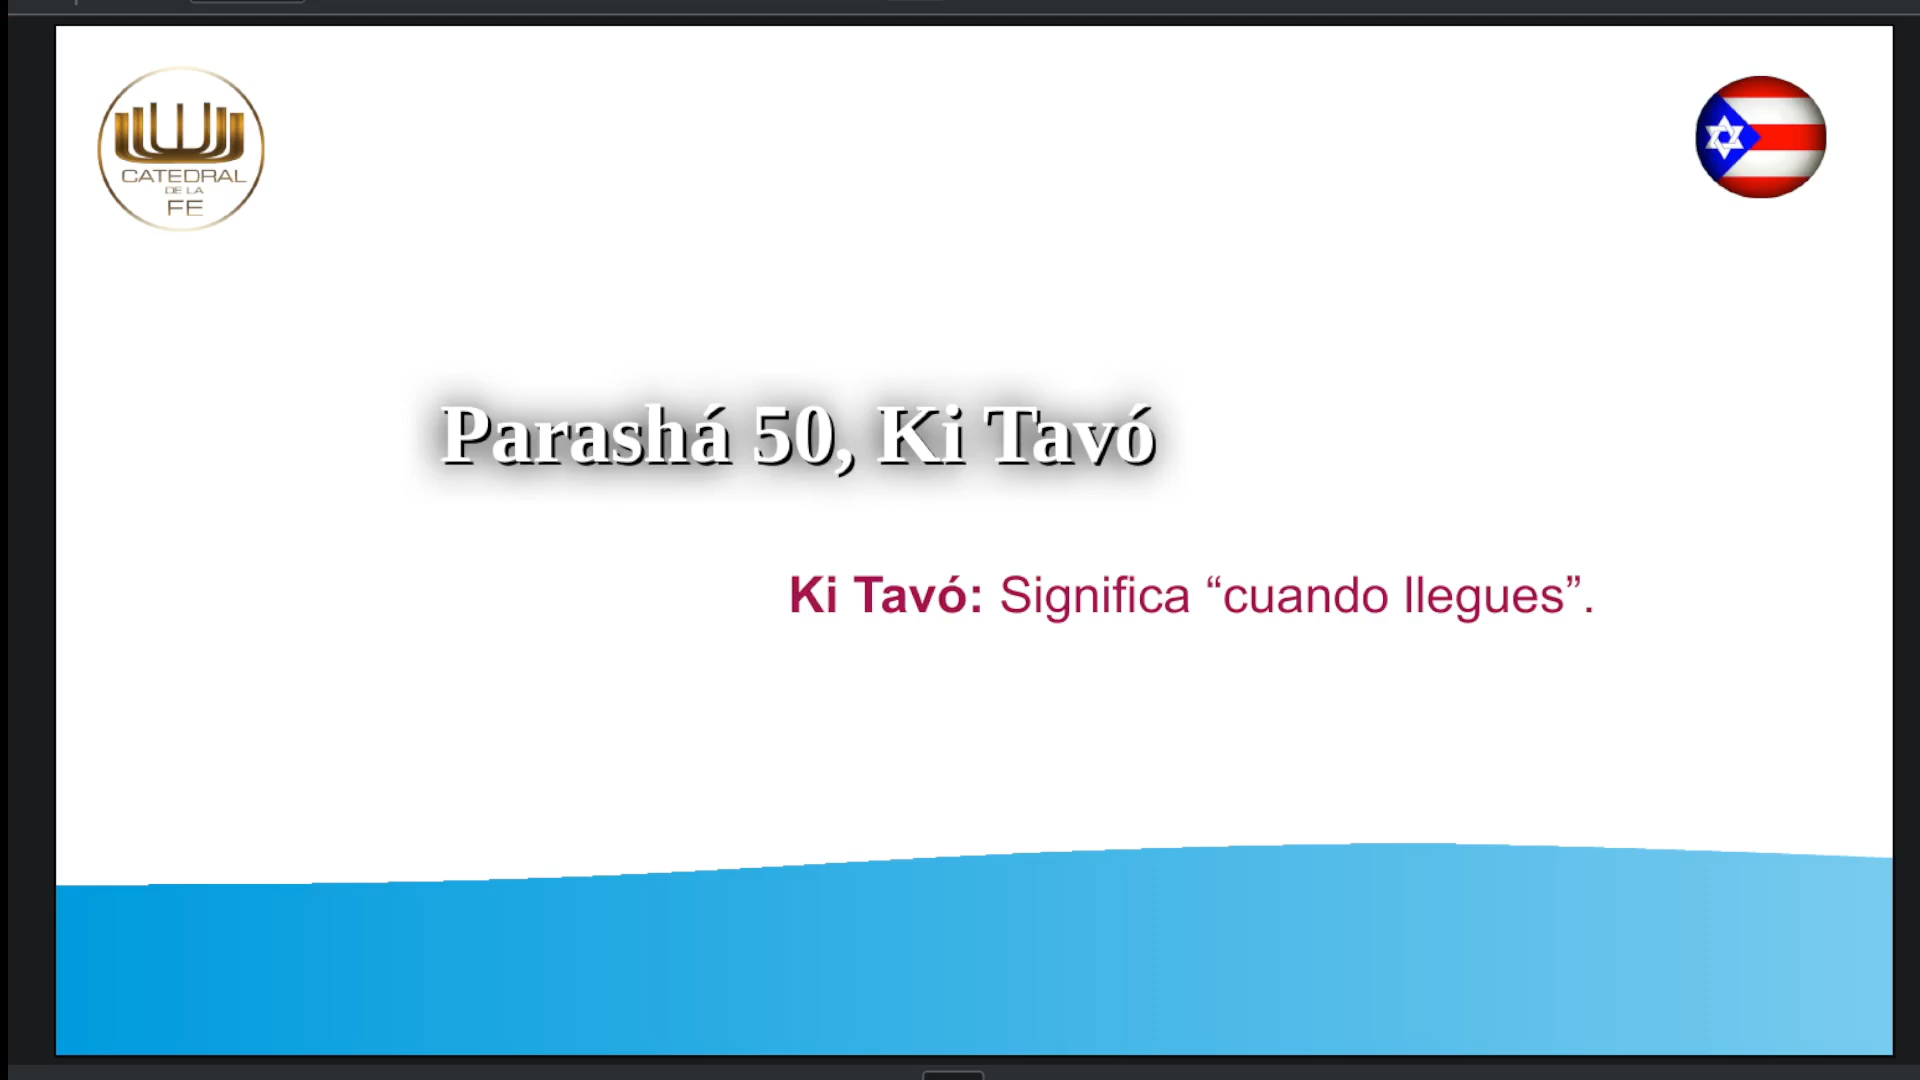 CATEDRAL
DE LA
FE
Parashá 50, Ki Tavó
Ki Tavó: Significa “cuando llegues”.